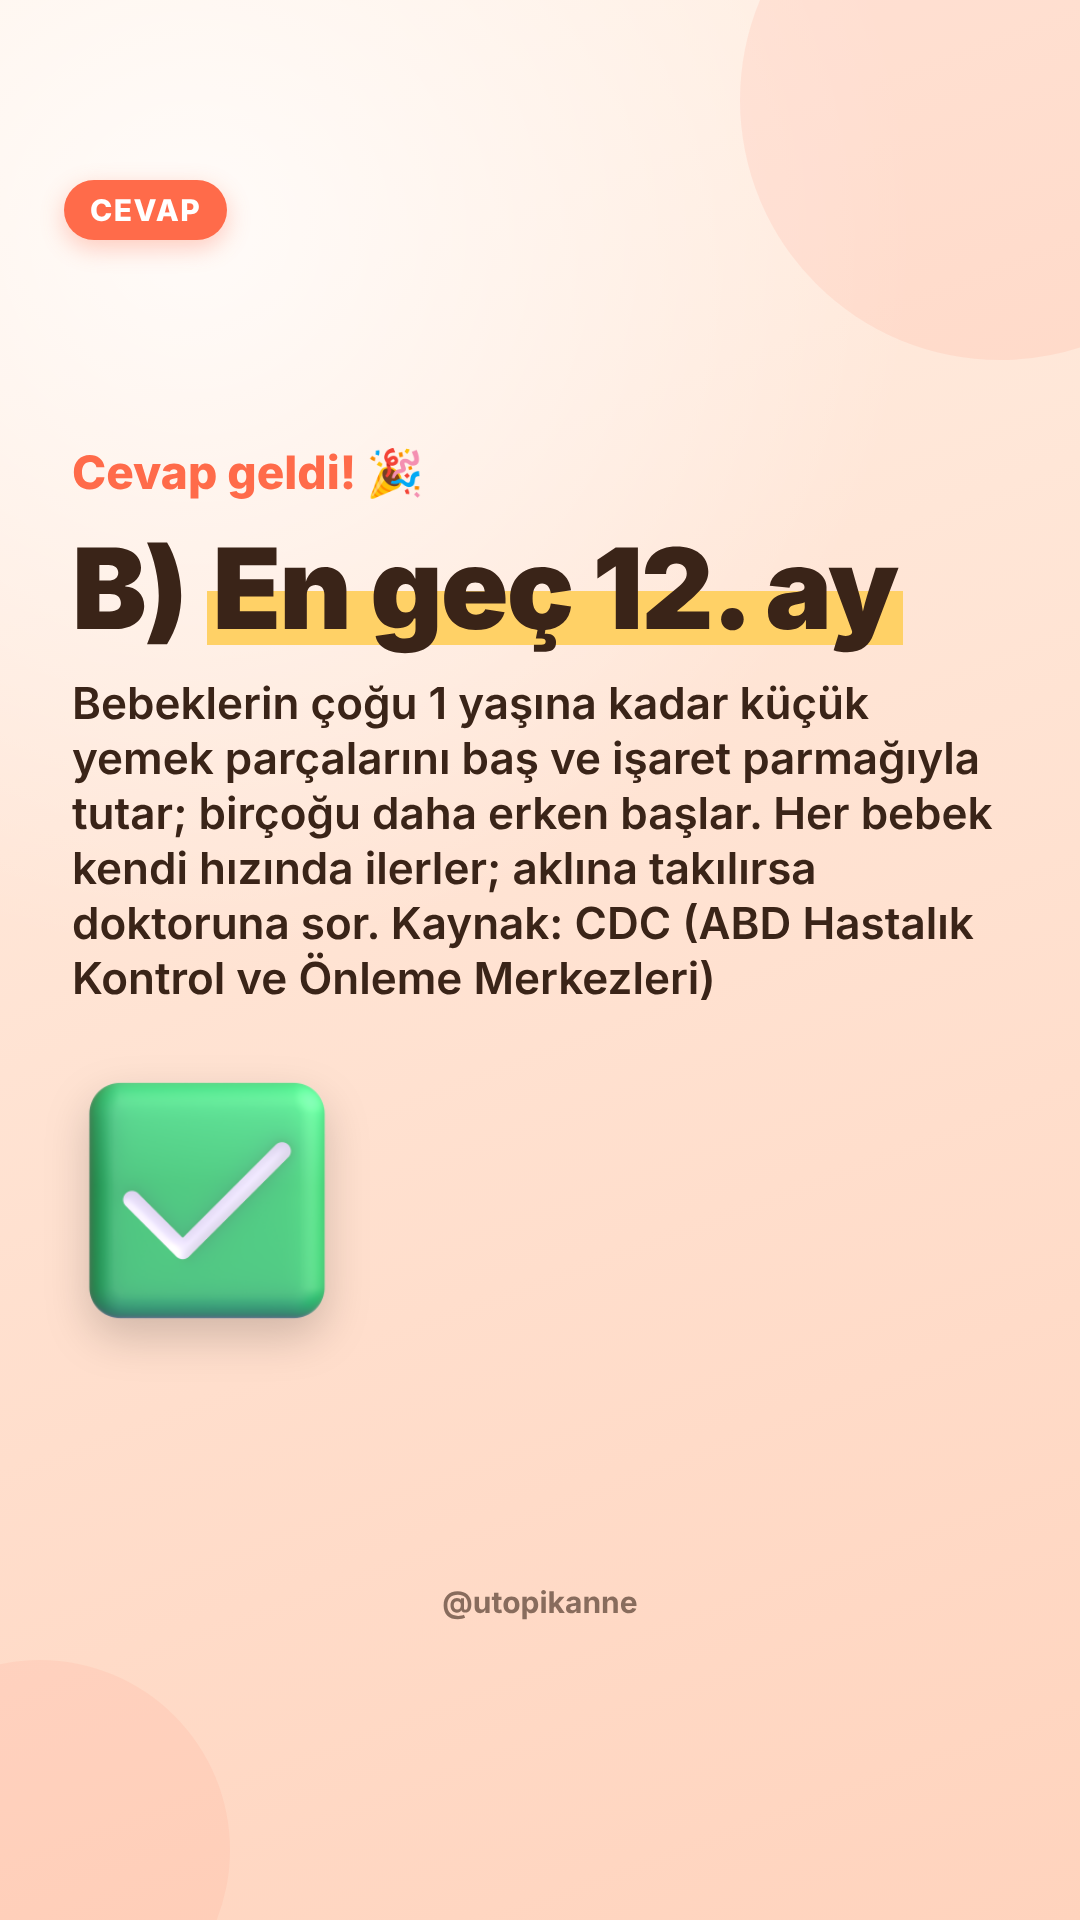 CEVAP
Cevap geldi! 🎉
B) En geç 12. ay
Bebeklerin çoğu 1 yaşına kadar küçük
yemek parçalarını baş ve işaret parmağıyla
tutar; birçoğu daha erken başlar. Her bebek
kendi hızında ilerler; aklına takılırsa
doktoruna sor. Kaynak: CDC (ABD Hastalık
Kontrol ve Önleme Merkezleri)
@utopikanne